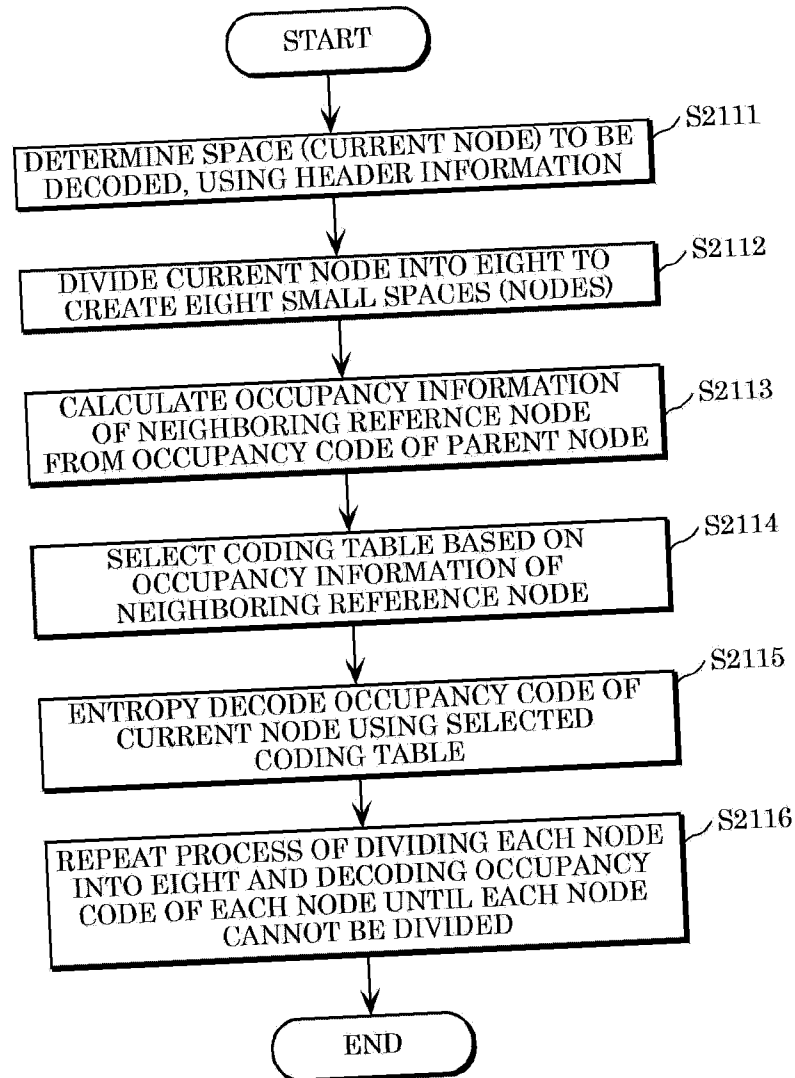 START
S2111
DETERMINE SPACE (CURRENT NODE) TO BE
DECODED, USING HEADER INFORMATION
S2112
DIVIDE CURRENT NODE INTO EIGHT TO
CREATE EIGHT SMALL SPACES (NODES)
S2113
CALCULATE OCCUPANCY INFORMATION
OF NEIGHBORING REFERNCE NODE
FROM OCCUPANCY CODE OF PARENT NODE
S2114
SELECT CODING TABLE BASED ON
OCCUPANCY INFORMATION OF
NEIGHBORING REFERENCE NODE
S2115
ENTROPY DECODE OCCUPANCY CODE OF
CURRENT NODE USING SELECTED
CODING TABLE
S2116
REPEAT PROCESS OF DIVIDING EACH NODE
INTO EIGHT AND DECODING OCCUPANCY
CODE OF EACH NODE UNTIL EACH NODE
CANNOT BE DIVIDED
END